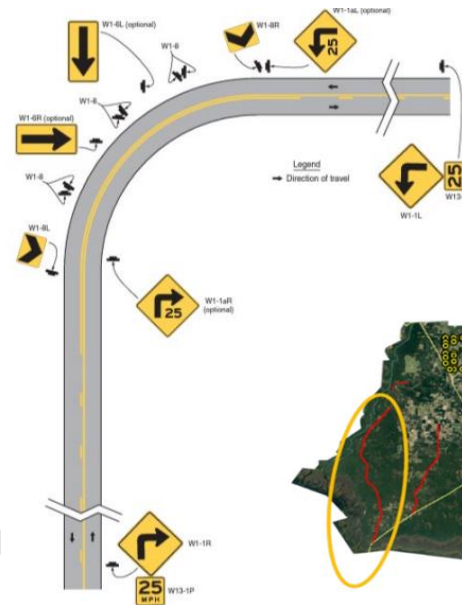 W1-6L (optional)
W1-8
W1-8R
W1-1aL (optional)
25
W1-8
W1-6R (optional)
W1-8
Legend
Direction of travel
25
W13-
W1-1L
W1-8L
25
W1-1aR
(optional)
W1-1R
25
MPH
W13-1P